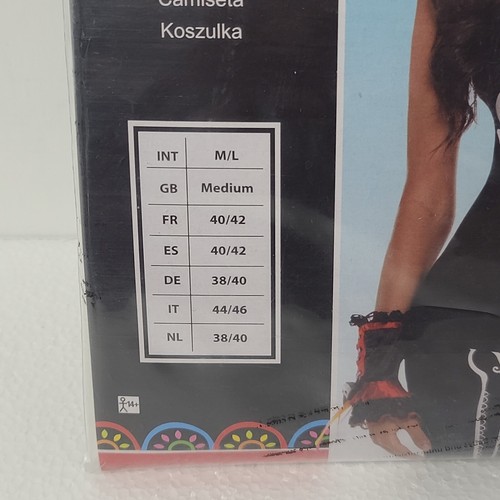 Camiseta
Koszulka
INT M/L
GB Medium
FR 40/42
ES 40/42
DE 38/40
IT 44/46
NL 38/40
14+